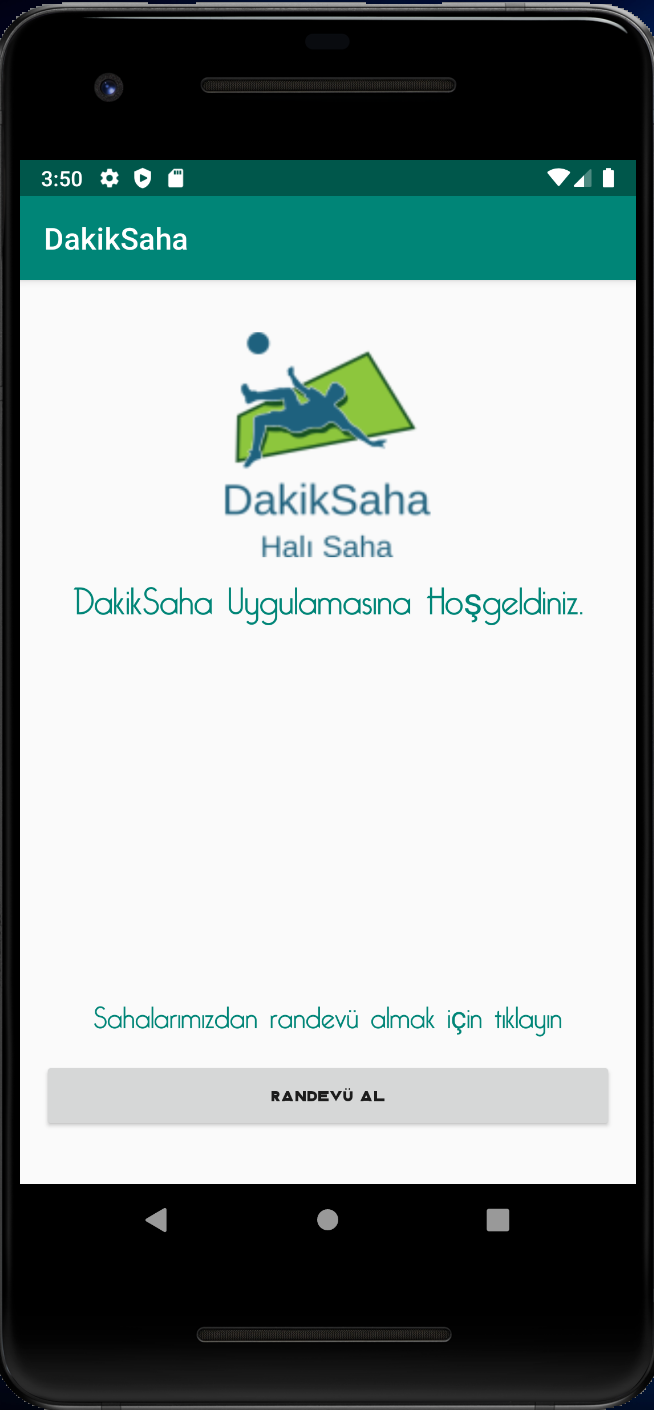 3:50
DakikSaha
DakikSaha
Halı Saha
DakikSaha Uygulamasına Hoşgeldiniz.
Sahalarımızdan randevü almak için tıklayın
RANDEVÜ AL